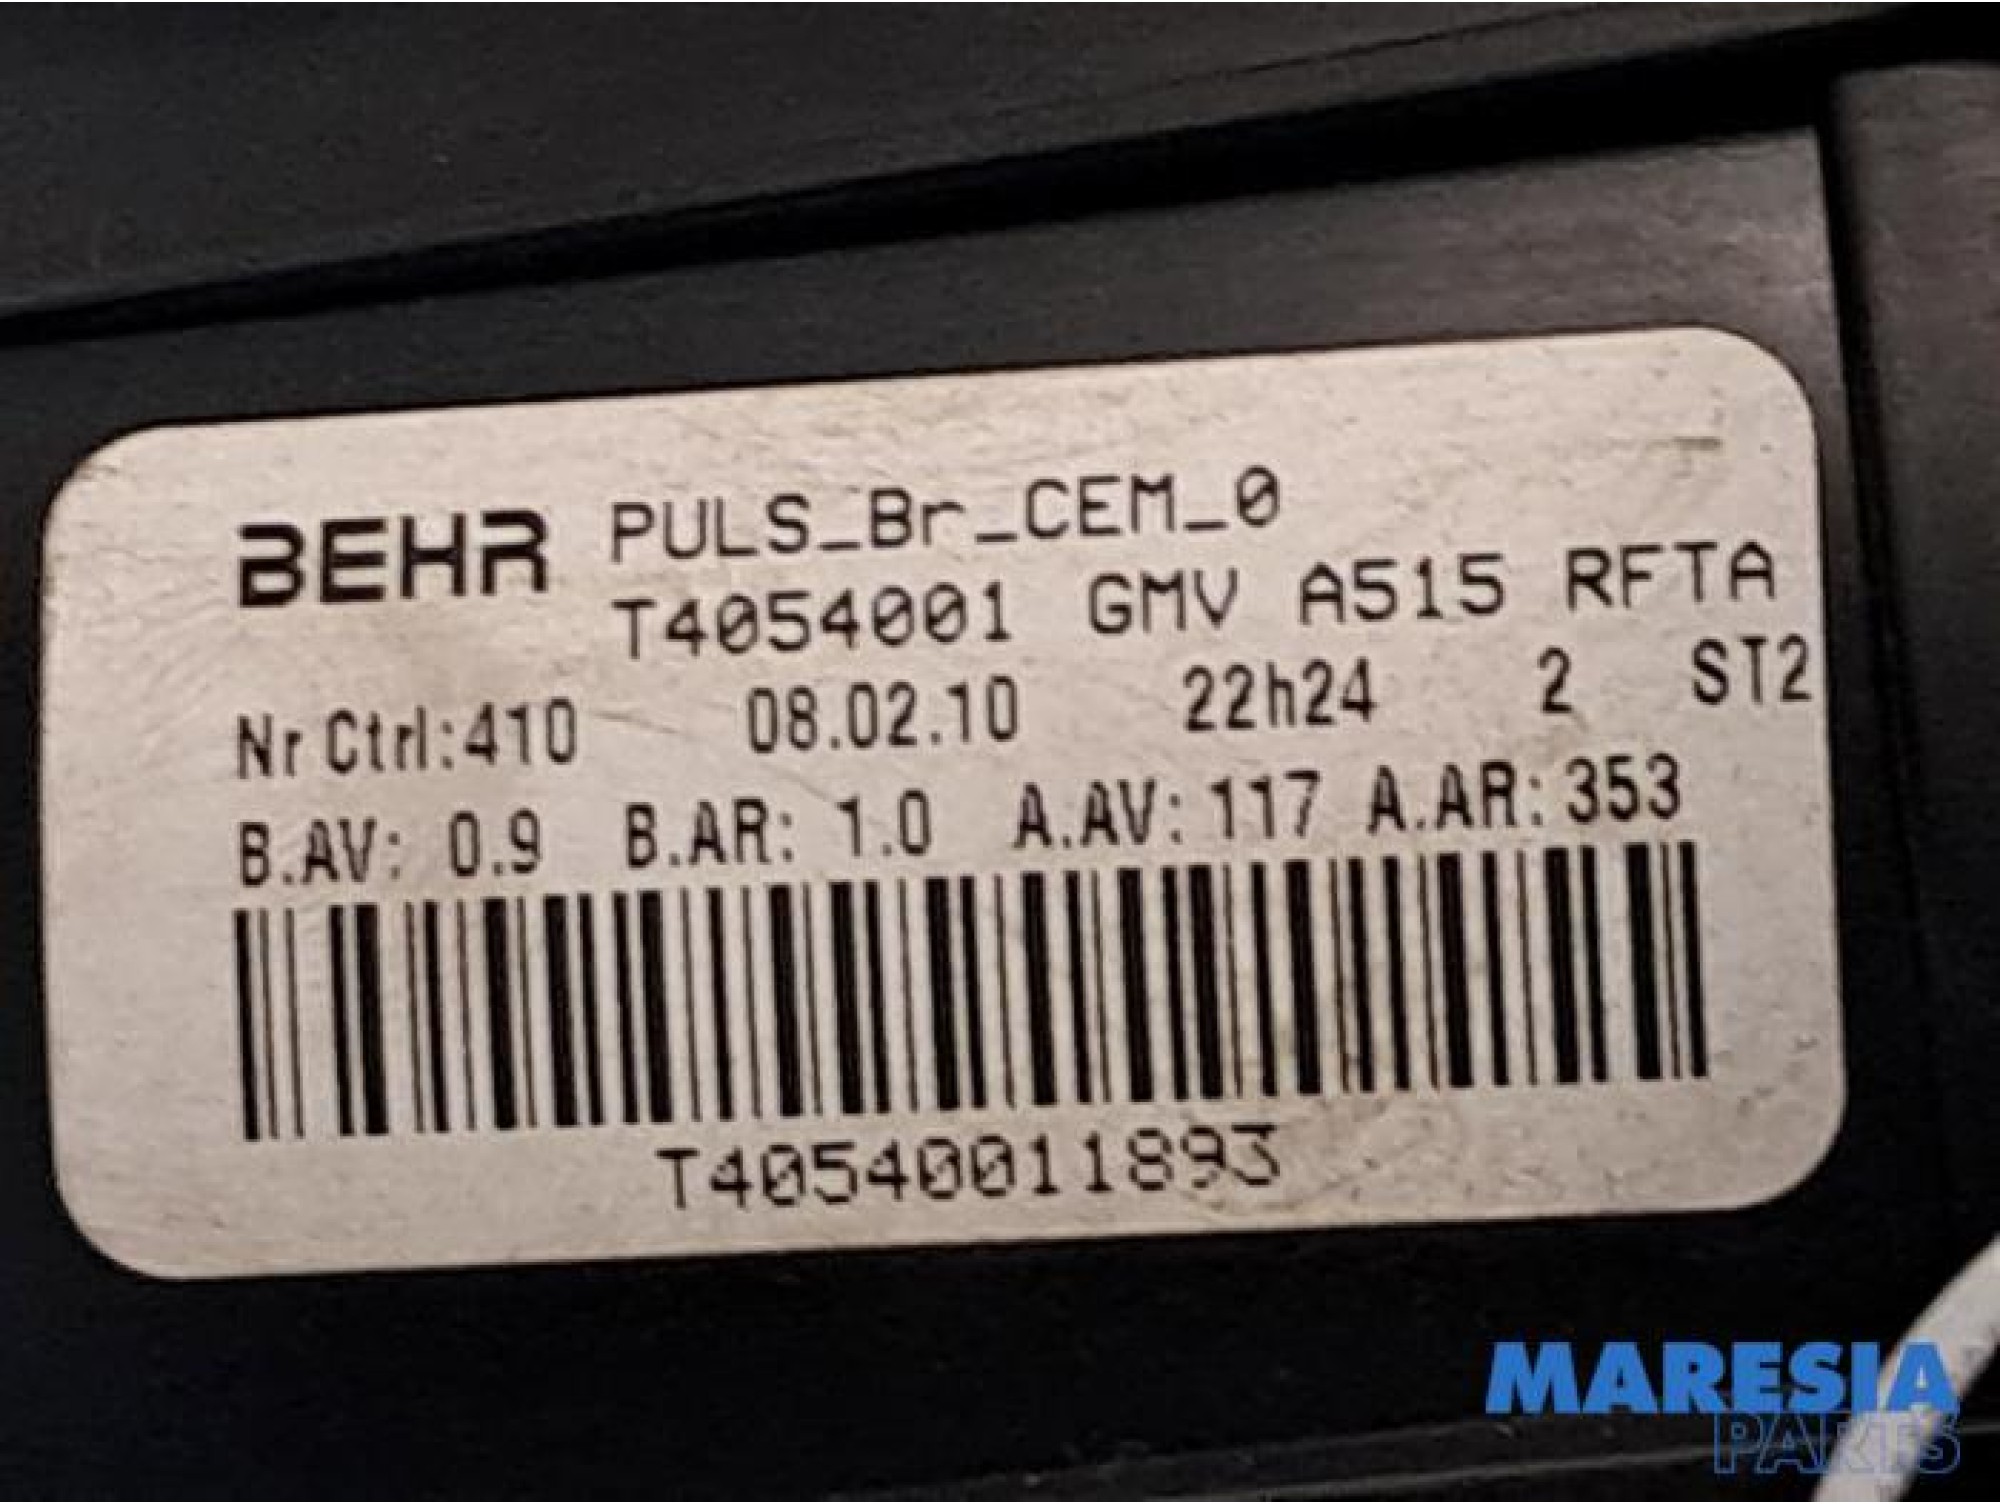 BEHR PULS_Br_CEM_0
T4054001 GMV A515 RFTA
Nr Ctrl:410 08.02.10 22h24 2 ST2
B.AV: 0.9 B.AR: 1.0 A.AV: 117 A.AR: 353
T40540011893
MARESIA
PARTS